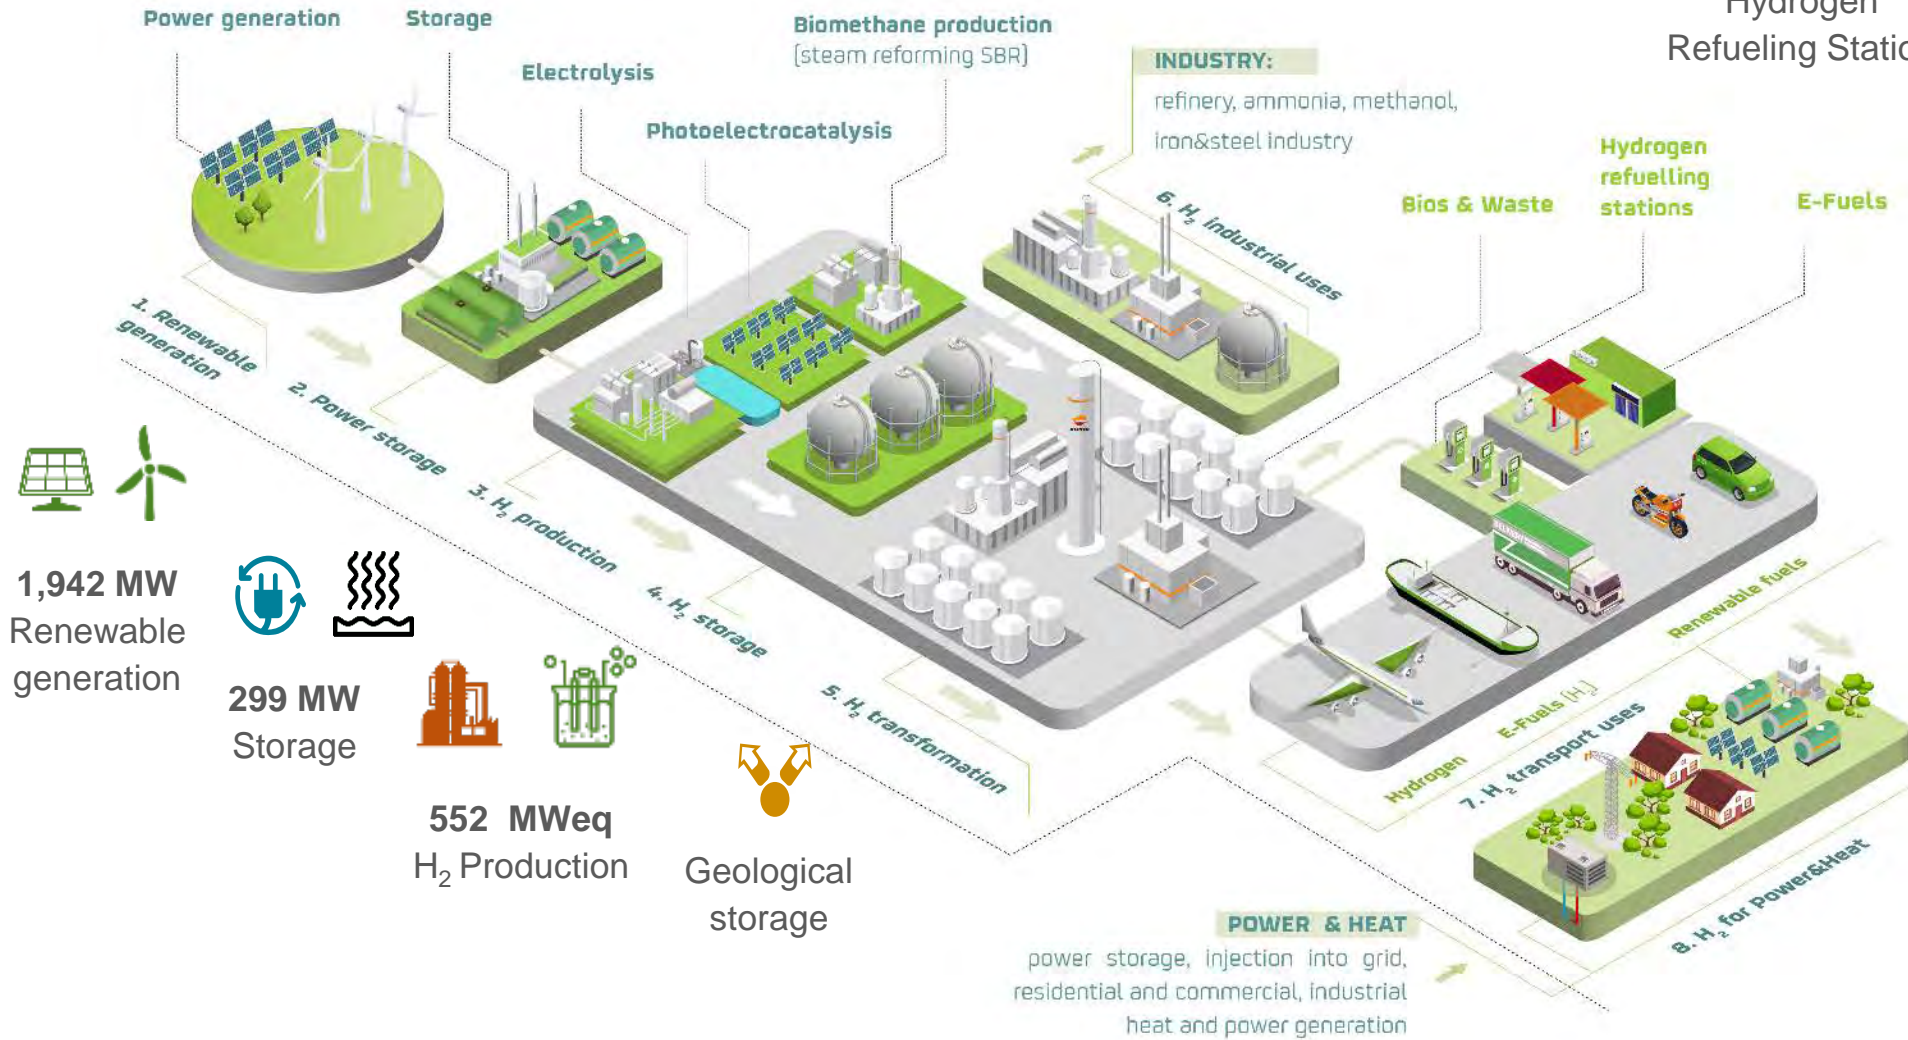 Power generation
Storage
Electrolysis
Photoelectrocatalysis
Biomethane production
(steam reforming SBR)
INDUSTRY:
refinery, ammonia, methanol,
iron&steel industry
Hydrogen
Refueling
Bios & Waste
Hydrogen
refuelling
stations
E-Fuels
1. Renewable
generation
2. Power storage
3. H₂ production
4. H₂ storage
5. H₂ transformation
6. H₂ industrial uses
Hydrogen
E-Fuels (H₂)
Renewable fuels
7. H₂ transport uses
8. H₂ for Power&Heat
1,942 MW
Renewable
generation
299 MW
Storage
552 MWeq
H₂ Production
Geological
storage
POWER & HEAT
power storage, injection into grid,
residential and commercial, industrial
heat and power generation